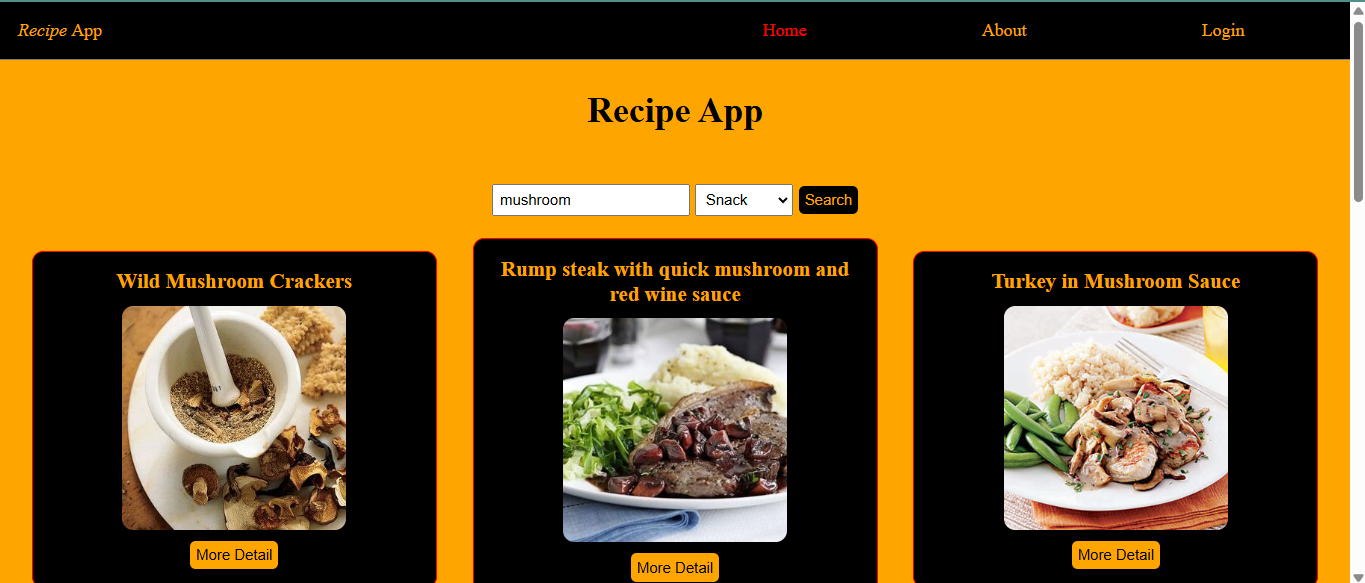 Recipe App
Home
About
Login
Recipe App
mushroom
Snack
Search
Wild Mushroom Crackers
More Detail
Rump steak with quick mushroom and
red wine sauce
More Detail
Turkey in Mushroom Sauce
More Detail